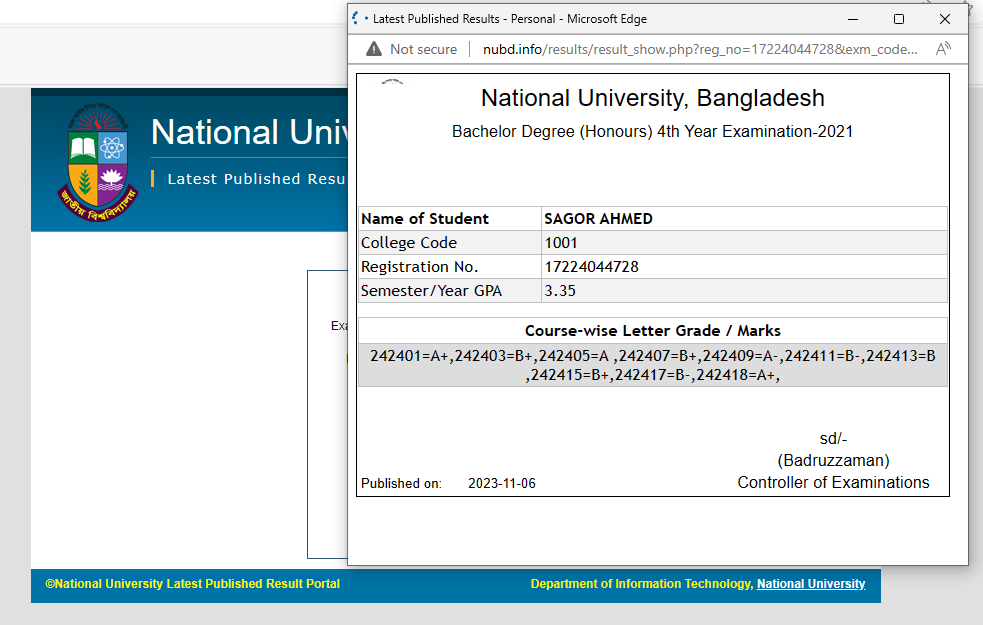 Latest Published Results - Personal - Microsoft Edge
Not secure
nubd.info/results/result_show.php?reg_no=17224044728&exm_code...
National University, Bangladesh
Bachelor Degree (Honours) 4th Year Examination-2021
Name of Student SAGOR AHMED
College Code 1001
Registration No. 17224044728
Semester/Year GPA 3.35
Course-wise Letter Grade / Marks
242401=A+,242403=B+,242405=A ,242407=B+,242409=A-,242411=B-,242413=B
,242415=B+,242417=B-,242418=A+,
sd/-
(Badruzzaman)
Published on: 2023-11-06 Controller of Examinations
National Univ
Latest Published Resu
জাতীয় বিশ্ববিদ্যালয়
Exa
©National University Latest Published Result Portal
Department of Information Technology, National University